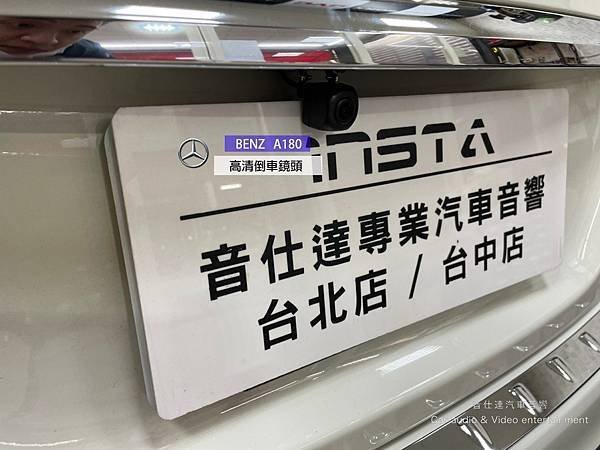 BENZ A180
高清倒車鏡頭
INSTA
音仕達專業汽車音響
台北店 / 台中店
音仕達汽車音響
Car audio & Video entertainment